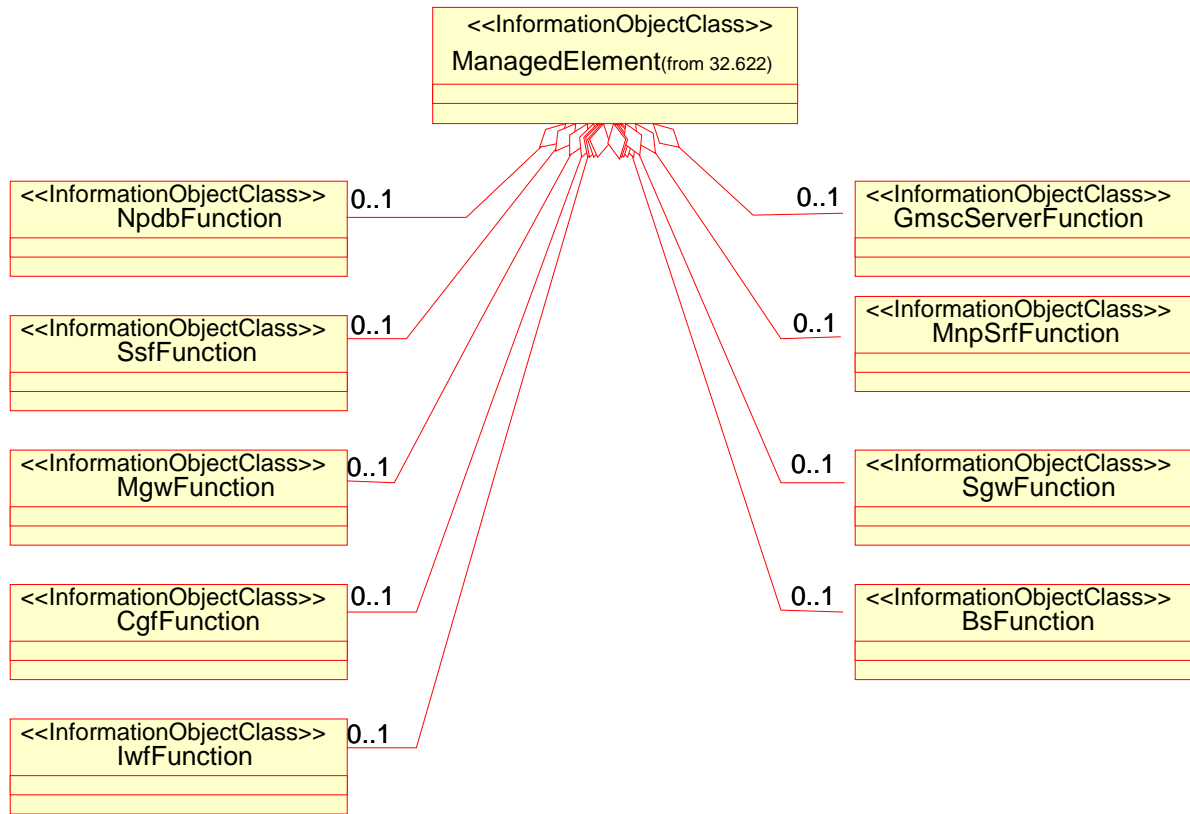 <<InformationObjectClass>>
ManagedElement(from 32.622)
<<InformationObjectClass>>
NpdbFunction
0..1
<<InformationObjectClass>>
SsfFunction
0..1
<<InformationObjectClass>>
MgwFunction
0..1
<<InformationObjectClass>>
CgfFunction
0..1
<<InformationObjectClass>>
IwfFunction
0..1
0..1
<<InformationObjectClass>>
GmscServerFunction
0..1
<<InformationObjectClass>>
MnpSrfFunction
0..1
<<InformationObjectClass>>
SgwFunction
0..1
<<InformationObjectClass>>
BsFunction